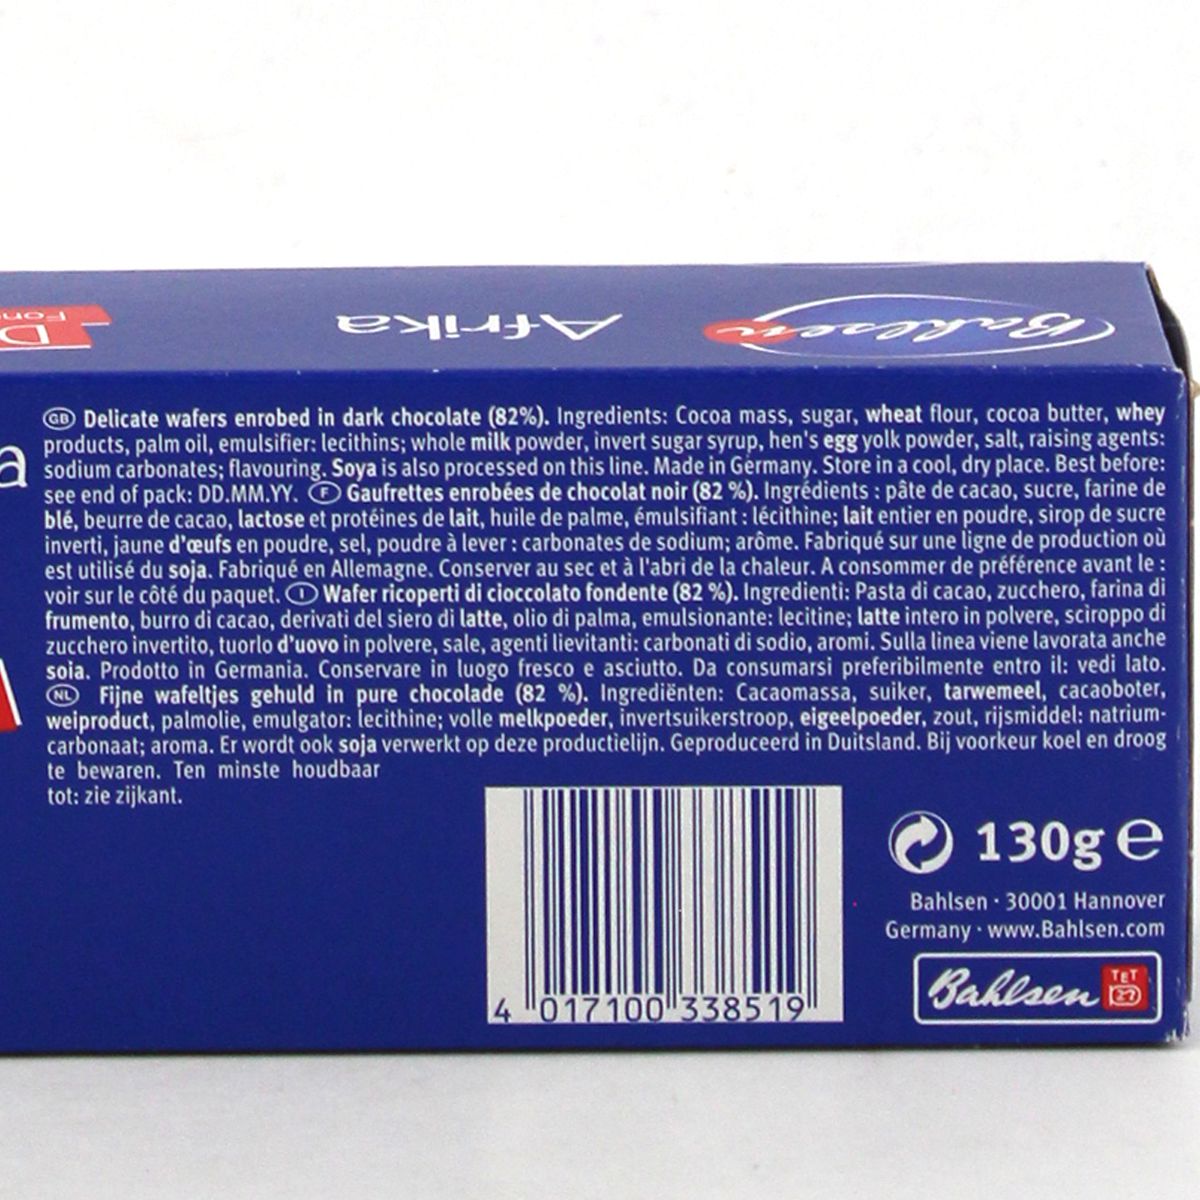 Bahlsen
Afrika
D
Fon
a
GB Delicate wafers enrobed in dark chocolate (82%). Ingredients: Cocoa mass, sugar, wheat flour, cocoa butter, whey
products, palm oil, emulsifier: lecithins; whole milk powder, invert sugar syrup, hen's egg yolk powder, salt, raising agents:
sodium carbonates; flavouring. Soya is also processed on this line. Made in Germany. Store in a cool, dry place. Best before:
see end of pack: DD.MM.YY. F Gaufrettes enrobées de chocolat noir (82 %). Ingrédients : pâte de cacao, sucre, farine de
blé, beurre de cacao, lactose et protéines de lait, huile de palme, émulsifiant : lécithine; lait entier en poudre, sirop de sucre
inverti, jaune d'œufs en poudre, sel, poudre à lever : carbonates de sodium; arôme. Fabriqué sur une ligne de production où
est utilisé du soja. Fabriqué en Allemagne. Conserver au sec et à l'abri de la chaleur. A consommer de préférence avant le :
voir sur le côté du paquet. I Wafer ricoperti di cioccolato fondente (82 %). Ingredienti: Pasta di cacao, zucchero, farina di
frumento, burro di cacao, derivati del siero di latte, olio di palma, emulsionante: lecitine; latte intero in polvere, sciroppo di
zucchero invertito, tuorlo d'uovo in polvere, sale, agenti lievitanti: carbonati di sodio, aromi. Sulla linea viene lavorata anche
soia. Prodotto in Germania. Conservare in luogo fresco e asciutto. Da consumarsi preferibilmente entro il: vedi lato.
NL Fijne wafeltjes gehuld in pure chocolade (82 %). Ingrediënten: Cacaomassa, suiker, tarwemeel, cacaoboter,
weiproduct, palmolie, emulgator: lecithine; volle melkpoeder, invertsuikerstroop, eigeelpoeder, zout, rijsmiddel: natrium-
carbonaat; aroma. Er wordt ook soja verwerkt op deze productielijn. Geproduceerd in Duitsland. Bij voorkeur koel en droog
te bewaren. Ten minste houdbaar
tot: zie zijkant.
4 017100 338519
130g e
Bahlsen · 30001 Hannover
Germany · www.Bahlsen.com
Bahlsen TET